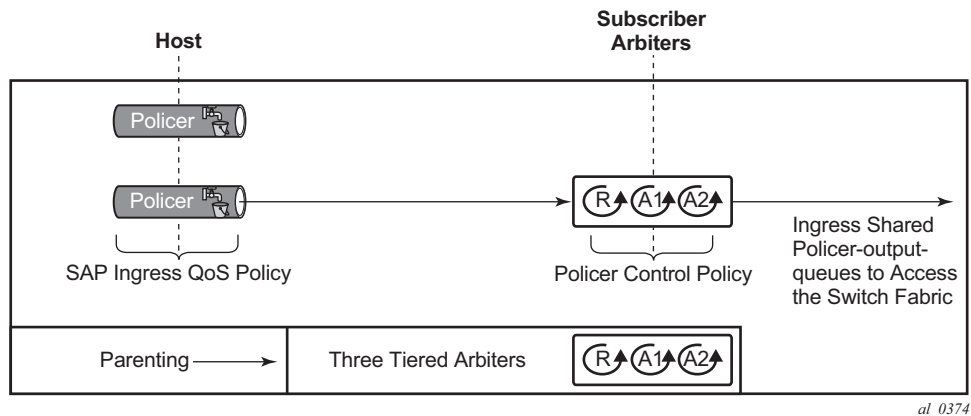 Host
Subscriber
Arbiters
Policer
Policer
R A1 A2
Ingress Shared
Policer-output-
queues to Access
the Switch Fabric
SAP Ingress QoS Policy
Policer Control Policy
Parenting
Three Tiered Arbiters
R A1 A2
al_0374